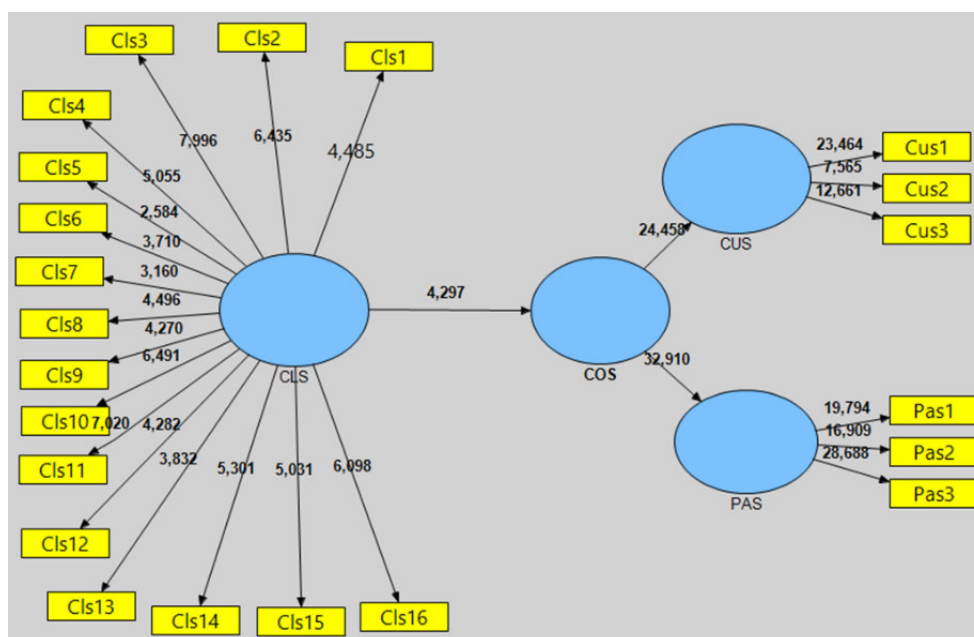 Cls3
Cls2
Cls1
Cls4
7,996
6,435
4,485
Cls5
5,055
Cls6
2,584
3,710
Cls7
3,160
Cls8
4,496
4,270
Cls9
6,491
Cls10
7,020
4,282
Cls11
3,832
5,301
5,031
6,098
Cls12
Cls13
Cls14
Cls15
Cls16
CLS
4,297
COS
24,458
32,910
CUS
23,464
Cus1
7,565
Cus2
12,661
Cus3
PAS
19,794
Pas1
16,909
Pas2
28,688
Pas3